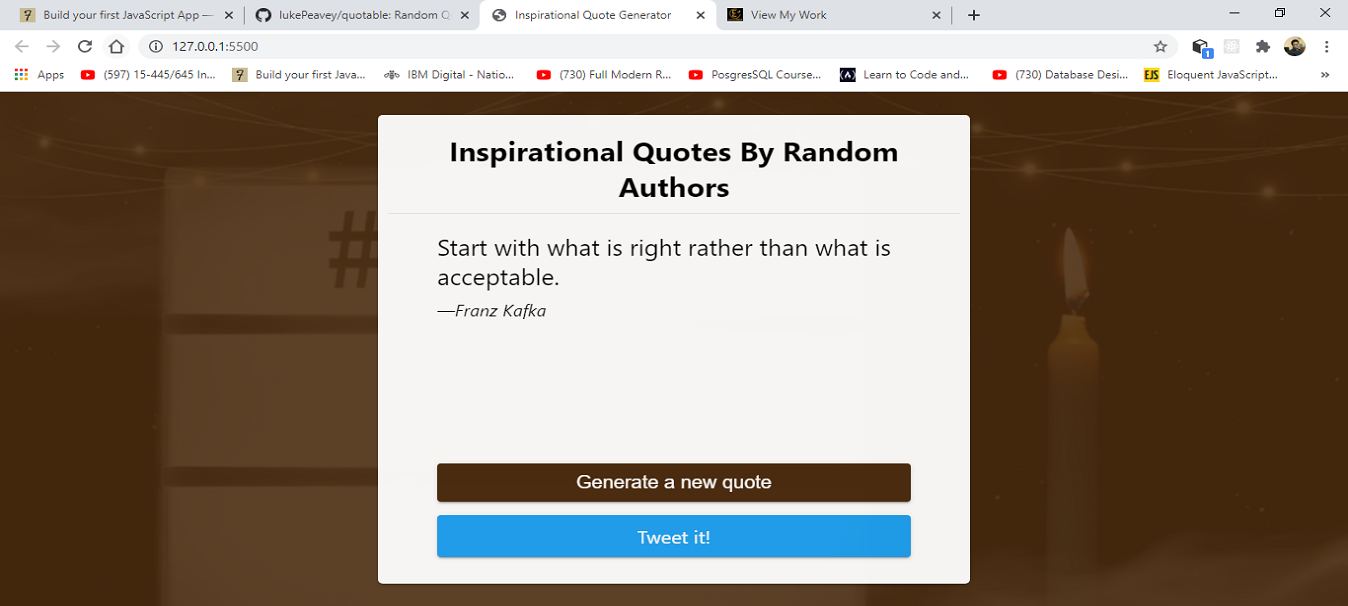 Build your first JavaScript App —
lukePeavey/quotable: Random Q
Inspirational Quote Generator
View My Work
127.0.0.1:5500
1
Apps
(597) 15-445/645 In...
Build your first Java...
IBM Digital - Natio...
(730) Full Modern R...
PosgresSQL Course...
Learn to Code and...
(730) Database Desi...
EJS
Eloquent JavaScript...
»
Inspirational Quotes By Random
Authors
#
Start with what is right rather than what is
acceptable.
—Franz Kafka
Generate a new quote
Tweet it!